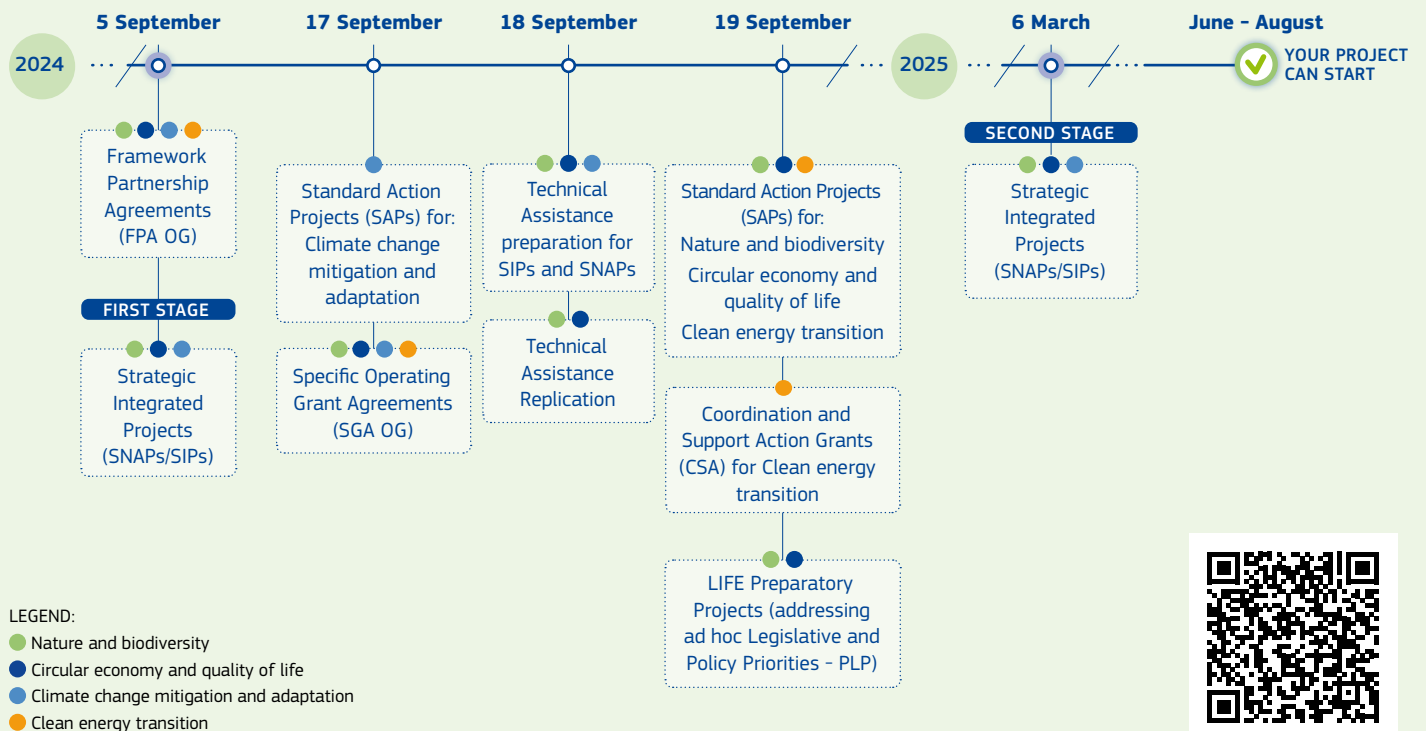 5 September
17 September
18 September
19 September
6 March
June - August
2024
2025
YOUR PROJECT
CAN START
Framework
Partnership
Agreements
(FPA OG)
FIRST STAGE
Strategic
Integrated
Projects
(SNAPs/SIPs)
Standard Action
Projects (SAPs) for:
Climate change
mitigation and
adaptation
Specific Operating
Grant Agreements
(SGA OG)
Technical
Assistance
preparation for
SIPs and SNAPs
Technical
Assistance
Replication
Standard Action Projects
(SAPs) for:
Nature and biodiversity
Circular economy and
quality of life
Clean energy transition
Coordination and
Support Action Grants
(CSA) for Clean energy
transition
LIFE Preparatory
Projects (addressing
ad hoc Legislative and
Policy Priorities - PLP)
SECOND STAGE
Strategic
Integrated
Projects
(SNAPs/SIPs)
LEGEND:
Nature and biodiversity
Circular economy and quality of life
Climate change mitigation and adaptation
Clean energy transition